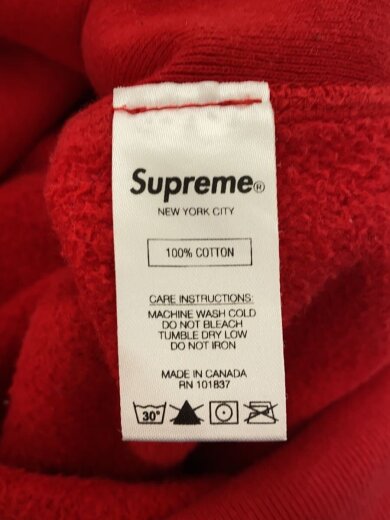 Supreme®
NEW YORK CITY
100% COTTON
CARE INSTRUCTIONS:
MACHINE WASH COLD
DO NOT BLEACH
TUMBLE DRY LOW
DO NOT IRON
MADE IN CANADA
RN 101837
30°